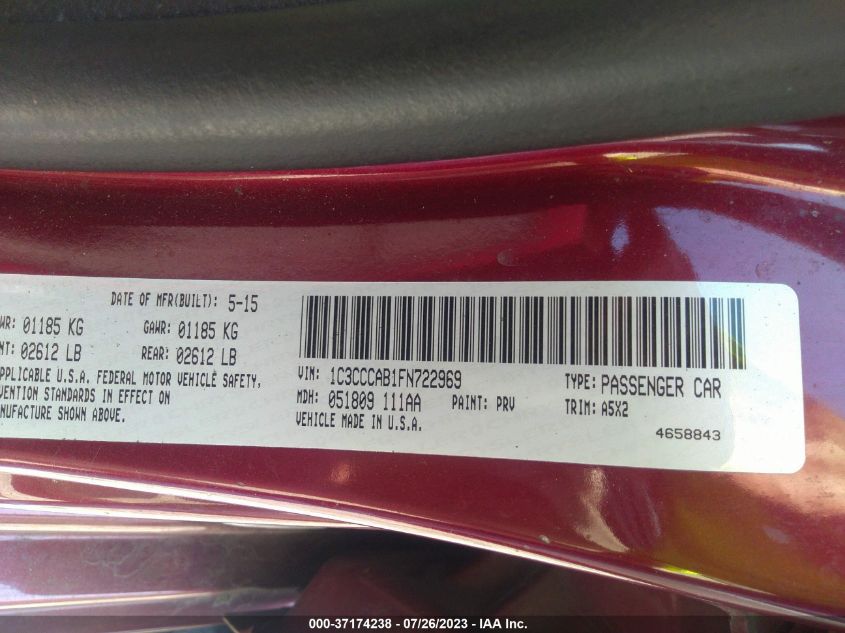 DATE OF MFR(BUILT): 5-15
WR: 01185 KG GAWR: 01185 KG
NT: 02612 LB REAR: 02612 LB
APPLICABLE U.S.A. FEDERAL MOTOR VEHICLE SAFETY,
VENTION STANDARDS IN EFFECT ON
NUFACTURE SHOWN ABOVE.
VIN: 1C3CCCAB1FN722969 TYPE: PASSENGER CAR
MDH: 051809 111AA PAINT: PRV TRIM: A5X2
VEHICLE MADE IN U.S.A.
4658843
000-37174238 - 07/26/2023 - IAA Inc.